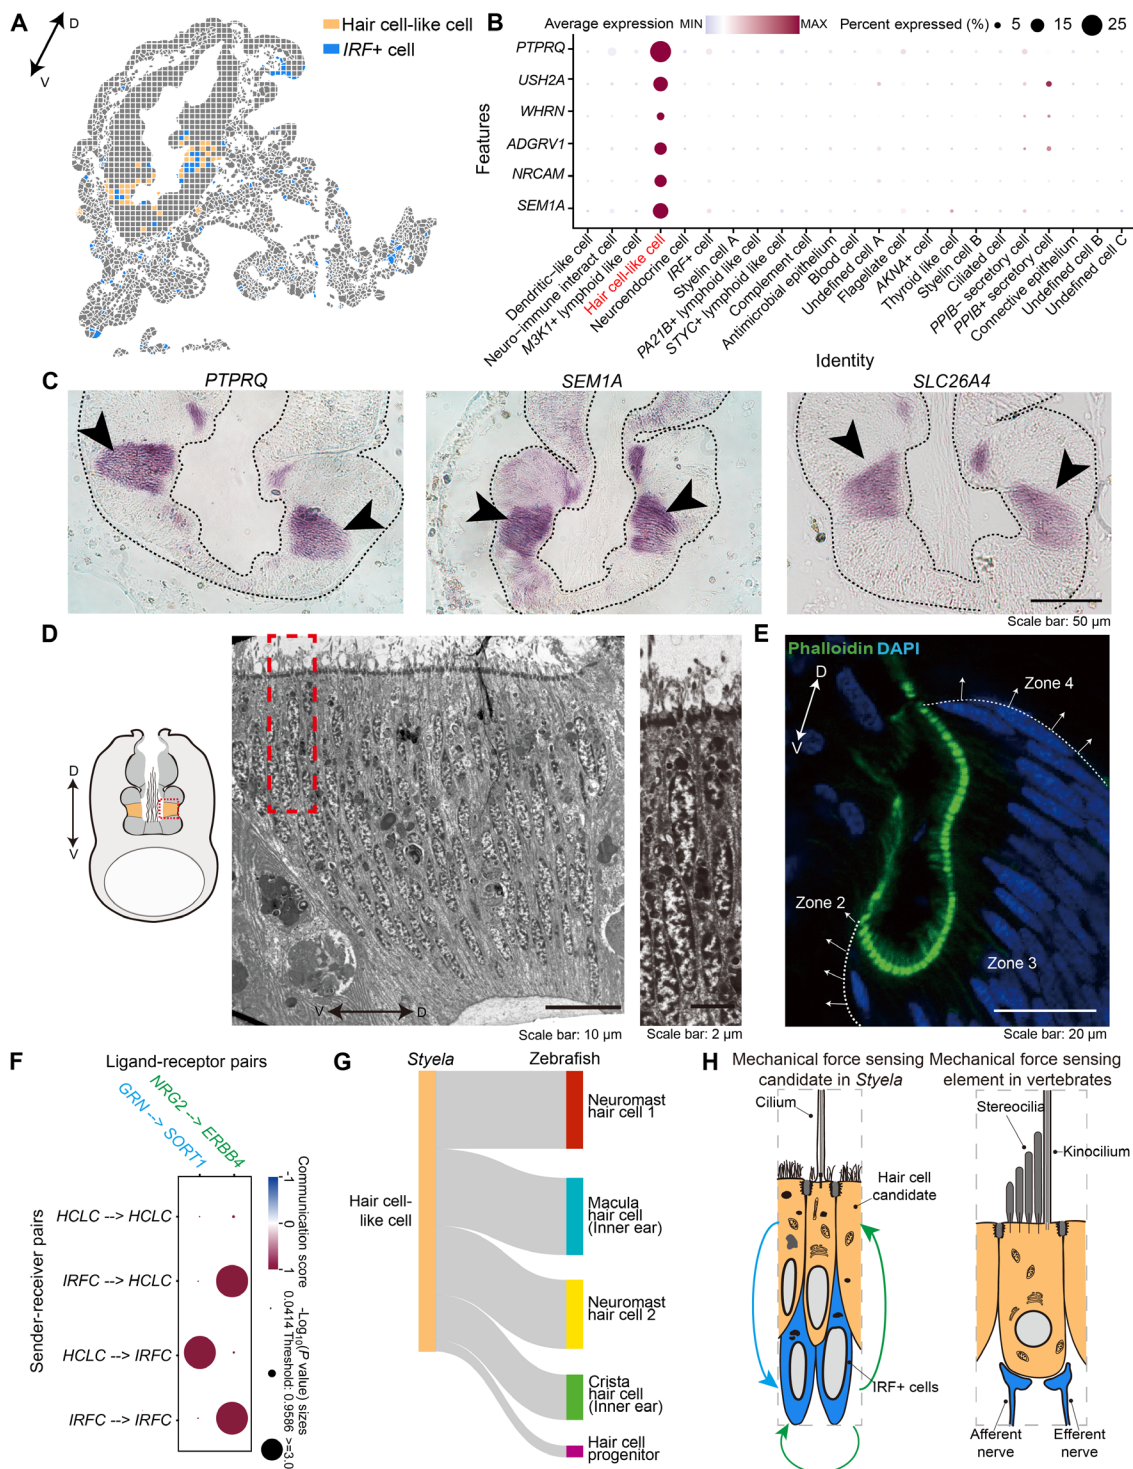 A
D
V
Hair cell-like cell
IRF+ cell
B
Average expression
MIN
MAX
Percent expressed (%)
5
15
25
Features
PTPRQ
USH2A
WHRN
ADGRV1
NRCAM
SEM1A
Dendritic-like cell
Neuro-immune interact cell
M3K1+ lymphoid like cell
Hair cell-like cell
Neuroendocrine cell
IRF+ cell
Styelin cell A
PA21B+ lymphoid like cell
STYC+ lymphoid like cell
Complement cell
Antimicrobial epithelium
Blood cell
Undefined cell A
Flagellate cell
AKNA+ cell
Thyroid like cell
Styelin cell B
Ciliated cell
PPIB− secretory cell
PPIB+ secretory cell
Connective epithelium
Undefined cell B
Undefined cell C
Identity
C
PTPRQ
SEM1A
SLC26A4
Scale bar: 50 µm
D
D
V
V
D
Scale bar: 10 µm
Scale bar: 2 µm
E
Phalloidin DAPI
D
V
Zone 4
Zone 2
Zone 3
Scale bar: 20 µm
F
Ligand-receptor pairs
GRN --> SORT1
NRG2 --> ERBB4
Sender-receiver pairs
HCLC --> HCLC
IRFC --> HCLC
HCLC --> IRFC
IRFC --> IRFC
Communication score
-1
0
1
-Log10(P value) sizes
0.0414
Threshold: 0.9586
>=3.0
G
Styela
Zebrafish
Hair cell-
like cell
Neuromast
hair cell 1
Macula
hair cell
(Inner ear)
Neuromast
hair cell 2
Crista
hair cell
(Inner ear)
Hair cell
progenitor
H
Mechanical force sensing
candidate in Styela
Mechanical force sensing
element in vertebrates
Cilium
Hair cell
candidate
IRF+ cells
Stereocilia
Kinocilium
Afferent
nerve
Efferent
nerve